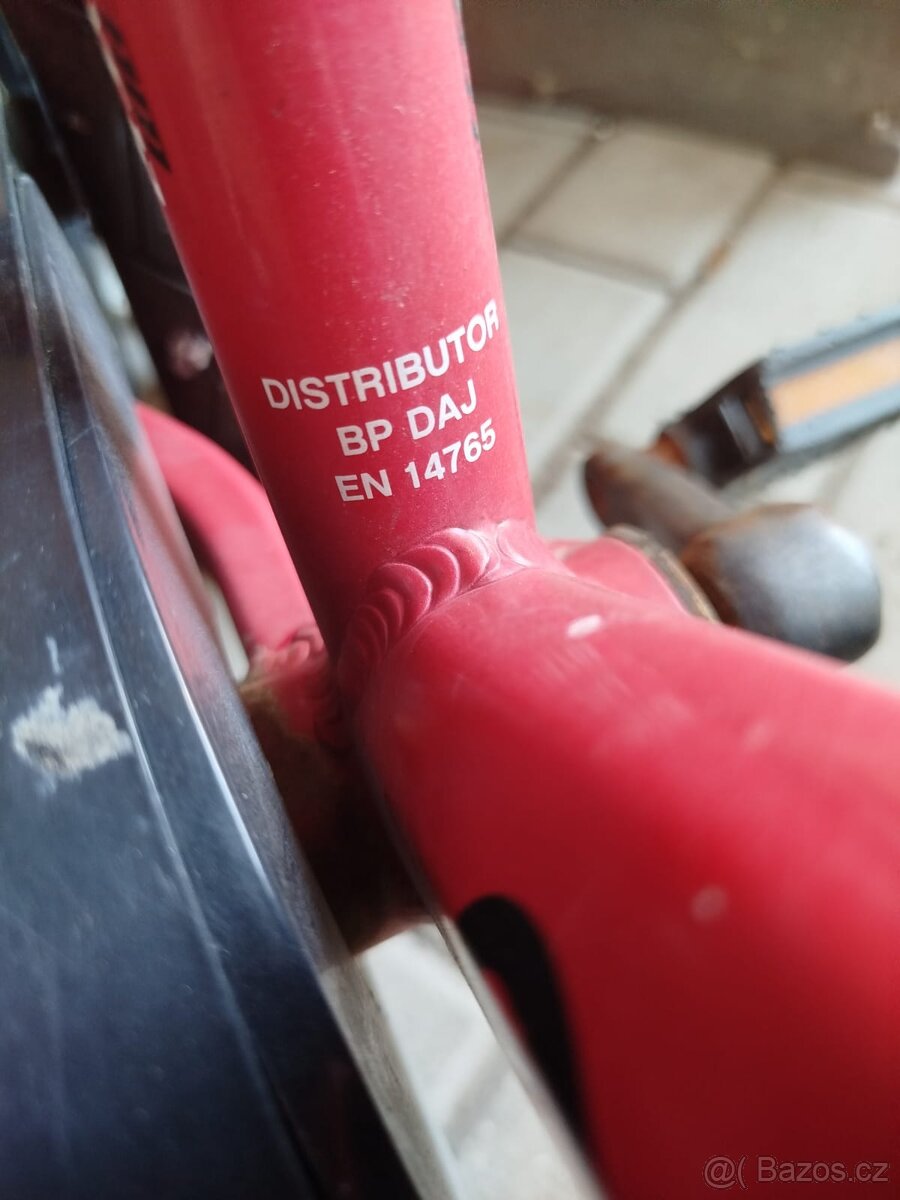 DISTRIBUTOR
BP DAJ
EN 14765
@( Bazos.cz